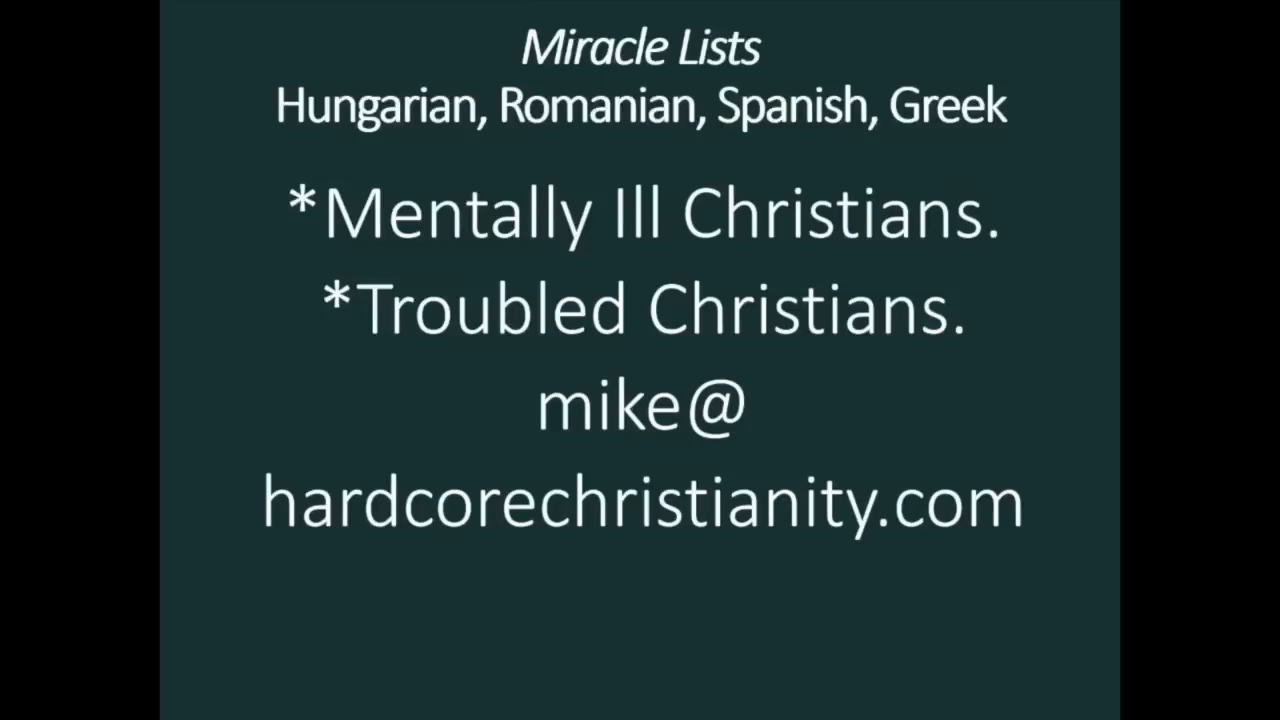 Miracle Lists
Hungarian, Romanian, Spanish, Greek
*Mentally Ill Christians.
*Troubled Christians.
mike@
hardcorechristianity.com